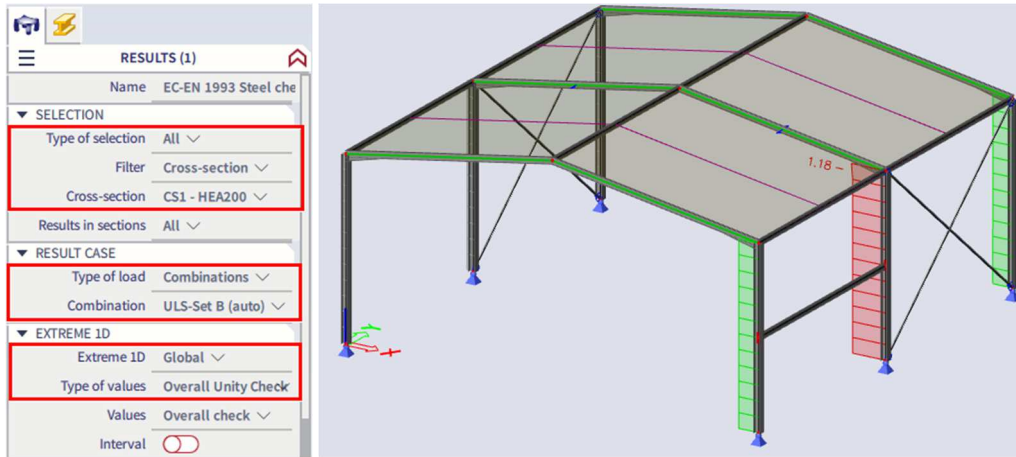 RESULTS (1)
Name EC-EN 1993 Steel che
SELECTION
Type of selection All
Filter Cross-section
Cross-section CS1 - HEA200
Results in sections All
RESULT CASE
Type of load Combinations
Combination ULS-Set B (auto)
EXTREME 1D
Extreme 1D Global
Type of values Overall Unity Check
Values Overall check
Interval
1.18
Y
X